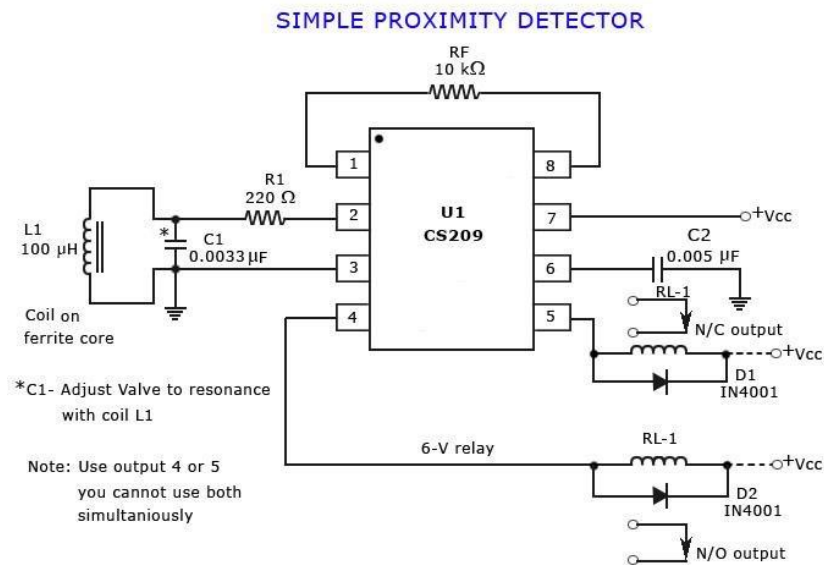 SIMPLE PROXIMITY DETECTOR
RF
10 kΩ
1
8
R1
220 Ω
2
U1
CS209
7
+Vcc
L1
100 µH
*
C1
0.0033 µF
3
6
C2
0.005 µF
4
5
RL-1
N/C output
Coil on
ferrite core
+Vcc
D1
IN4001
*C1- Adjust Valve to resonance
with coil L1
6-V relay
RL-1
+Vcc
Note: Use output 4 or 5
you cannot use both
simultaniously
D2
IN4001
N/O output